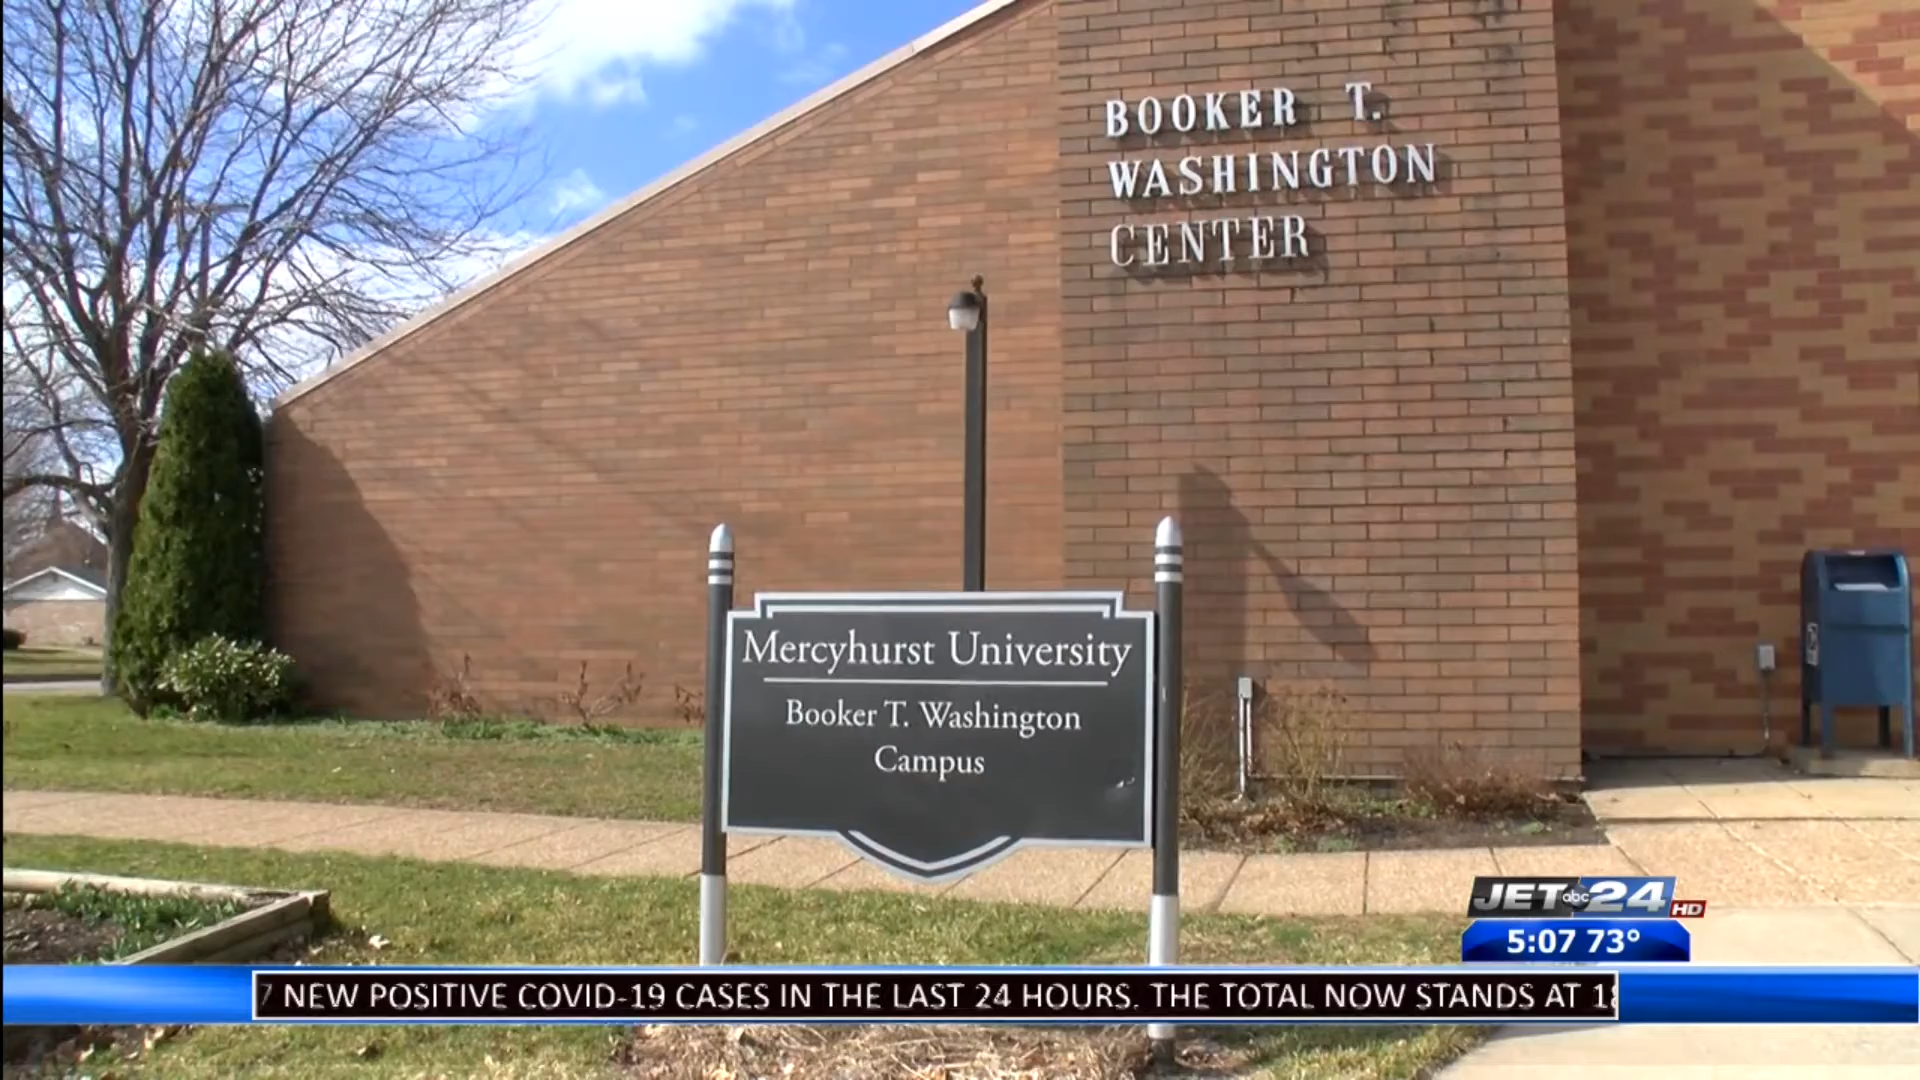 BOOKER T.
WASHINGTON
CENTER
Mercyhurst University
Booker T. Washington
Campus
JET abc 24 HD
5:07 73°
7 NEW POSITIVE COVID-19 CASES IN THE LAST 24 HOURS. THE TOTAL NOW STANDS AT